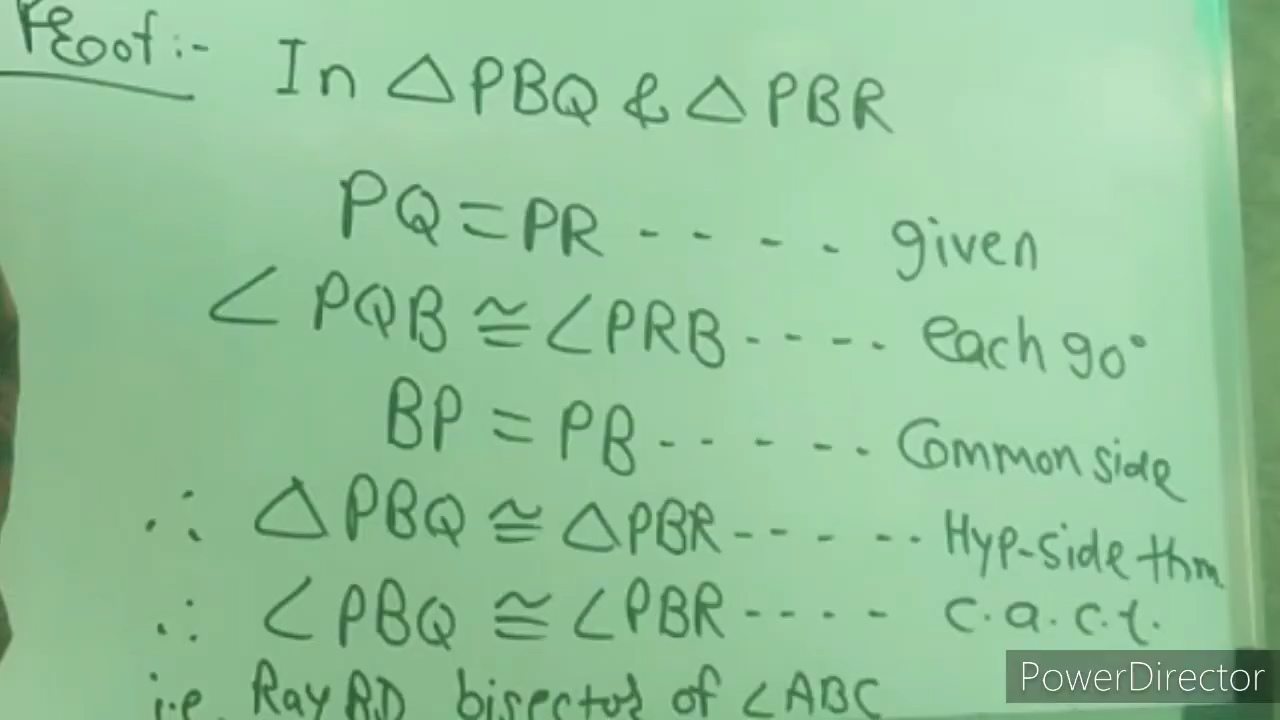 Proof :-
In △PBQ & △PBR
PQ = PR - - - - given
∠PQB ≅ ∠PRB - - - - each 90°
BP = PB - - - - - Common side
∴ △PBQ ≅ △PBR - - - - - Hyp-side thm
∴ ∠PBQ ≅ ∠PBR - - - - c.a.c.t.
i.e. Ray BD bisector of ∠ABC
PowerDirector